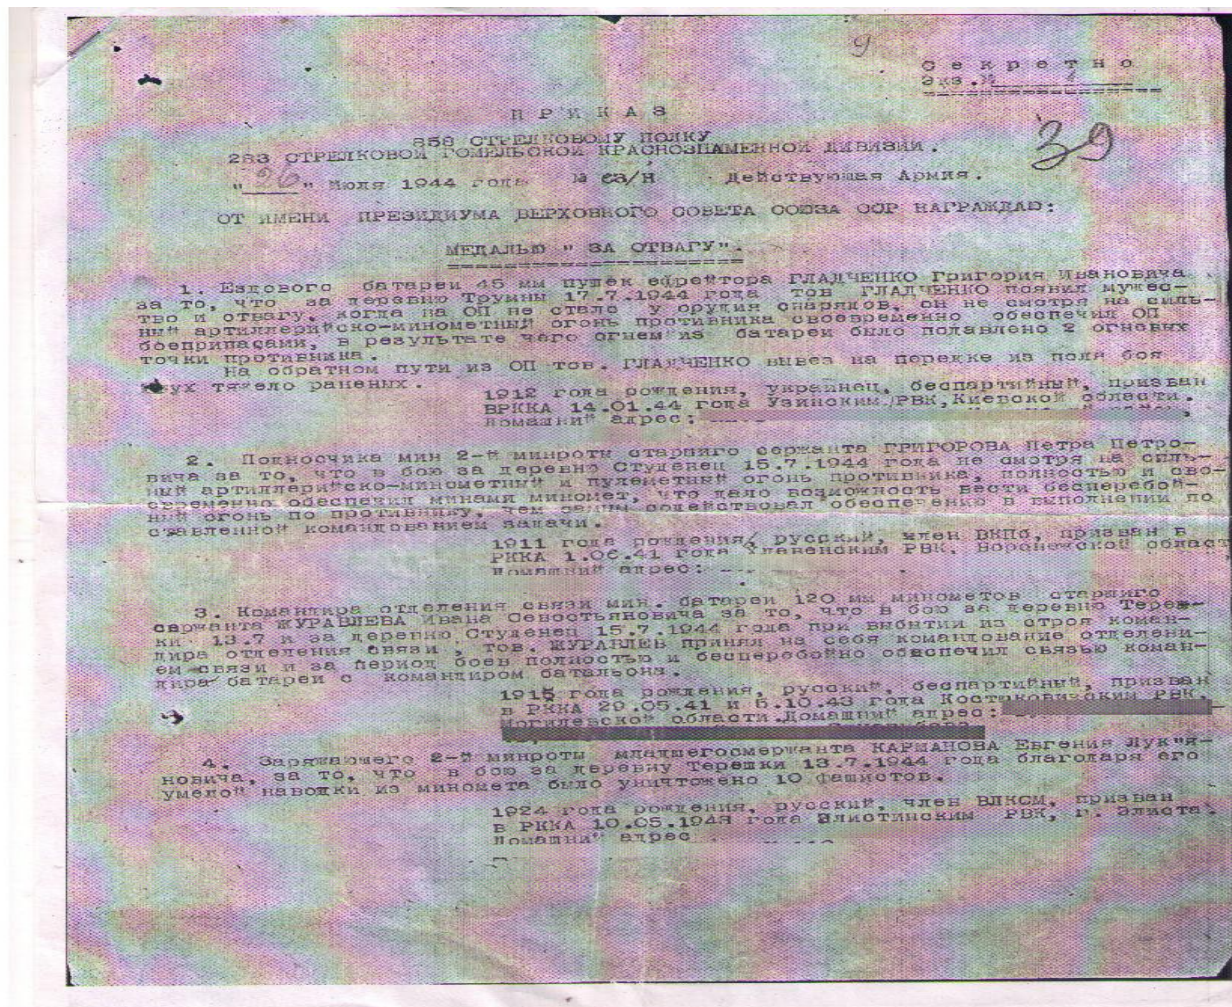 9
С е к р е т н о
Экз.№ 1
П Р И К А З
858 СТРЕЛКОВОМУ ПОЛКУ
283 СТРЕЛКОВОЙ ГОМЕЛЬСКОЙ КРАСНОЗНАМЕННОЙ ДИВИЗИИ.
39
"26" Июля 1944 года № 23/Н Действующая Армия.
ОТ ИМЕНИ ПРЕЗИДИУМА ВЕРХОВНОГО СОВЕТА СОЮЗА ССР НАГРАЖДАЮ:
МЕДАЛЬЮ " ЗА ОТВАГУ".
1. Ездового батареи 45 мм пушек ефрейтора ГЛАДЧЕНКО Григория Ивановича
за то, что за деревню Трумны 17.7.1944 года тов ГЛАДЧЕНКО появил мужес-
тво и отвагу, когда на ОП не стало у орудия снарядов, он не смотря на силь-
ный артиллерийско-минометный огонь противника своевременно обеспечил ОП
боеприпасами, в результате чего огнем из батареи было подавлено 2 огневых
точки противника.
На обратном пути из ОП тов. ГЛАДЧЕНКО вывез на передке из поля боя
двух тяжело раненых.
1912 года рождения, украинец, беспартийный, призван
ВРККА 14.01.44 года Узинским РВК, Киевской области.
Домашний адрес:
2. Подносчика мин 2-й минроты старшего сержанта ГРИГОРОВА Петра Петро-
вича за то, что в бою за деревню Студенец 15.7.1944 года не смотря на силь-
ный артиллерийско-минометный и пулеметный огонь противника, полностью и сво-
евременно обеспечил минами миномет, что дало возможность вести бесперебой-
ный огонь по противнику, чем самым содействовал обеспечению в выполнении по
ставленной командованием задачи.
1911 года рождения, русский, член ВКПб, призван в
РККА 1.06.41 года РВК, Воронежской област
Домашний адрес:
3. Командира отделения связи мин. батареи 120 мм минометов старшего
сержанта ЖУРАВЛЕВА Ивана Севостьяновича за то, что в бою за деревню Тереш-
ки 13.7 и за деревню Студенец 15.7.1944 года при выбытии из строя коман-
дира отделения связи , тов. ЖУРАВЛЕВ принял на себя командование отделени-
ем связи и за период боев полностью и бесперебойно обеспечил связью коман-
дира батареи с командиром батальона.
1915 года рождения, русский, беспартийный, призван
в РККА 29.05.41 и 5.10.43 года Костюковичским РВК,
Могилевской области.Домашний адрес:
4. Заряжающего 2-й минроты младшегосмержанта КАРМАНОВА Евгения Лук"я-
новича, за то, что в бою за деревну Терешки 13.7.1944 года благодаря его
умелой наводки из миномета было уничтожено 10 фашистов.
1924 года рождения, русский, член ВЛКСМ, призван
в РККА 10.05.1943 года Элистинским РВК, г. Элиста.
Домашний адрес